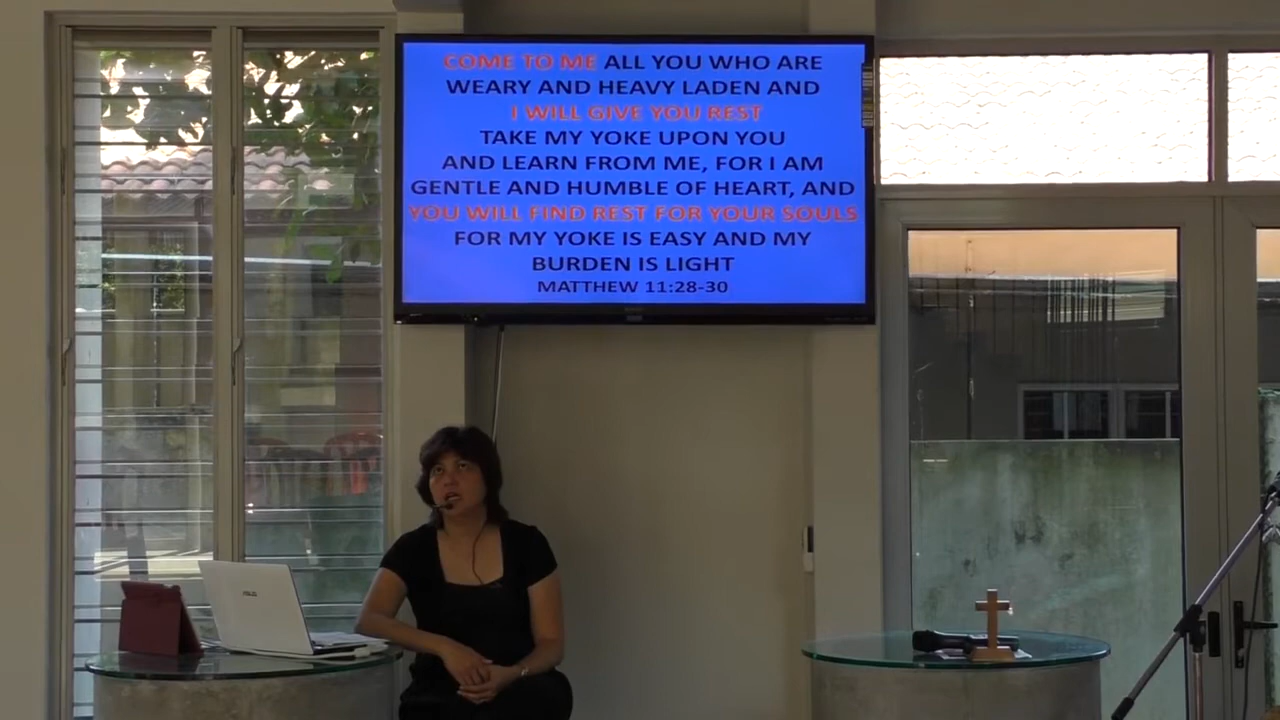 COME TO ME ALL YOU WHO ARE
WEARY AND HEAVY LADEN AND
I WILL GIVE YOU REST
TAKE MY YOKE UPON YOU
AND LEARN FROM ME, FOR I AM
GENTLE AND HUMBLE OF HEART, AND
YOU WILL FIND REST FOR YOUR SOULS
FOR MY YOKE IS EASY AND MY
BURDEN IS LIGHT
MATTHEW 11:28-30
ASUS